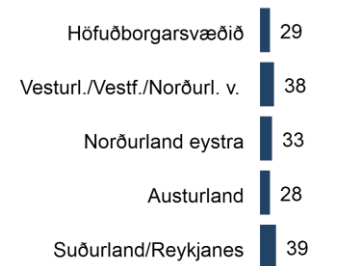 Höfuðborgarsvæðið 29
Vesturl./Vestf./Norðurl. v. 38
Norðurland eystra 33
Austurland 28
Suðurland/Reykjanes 39